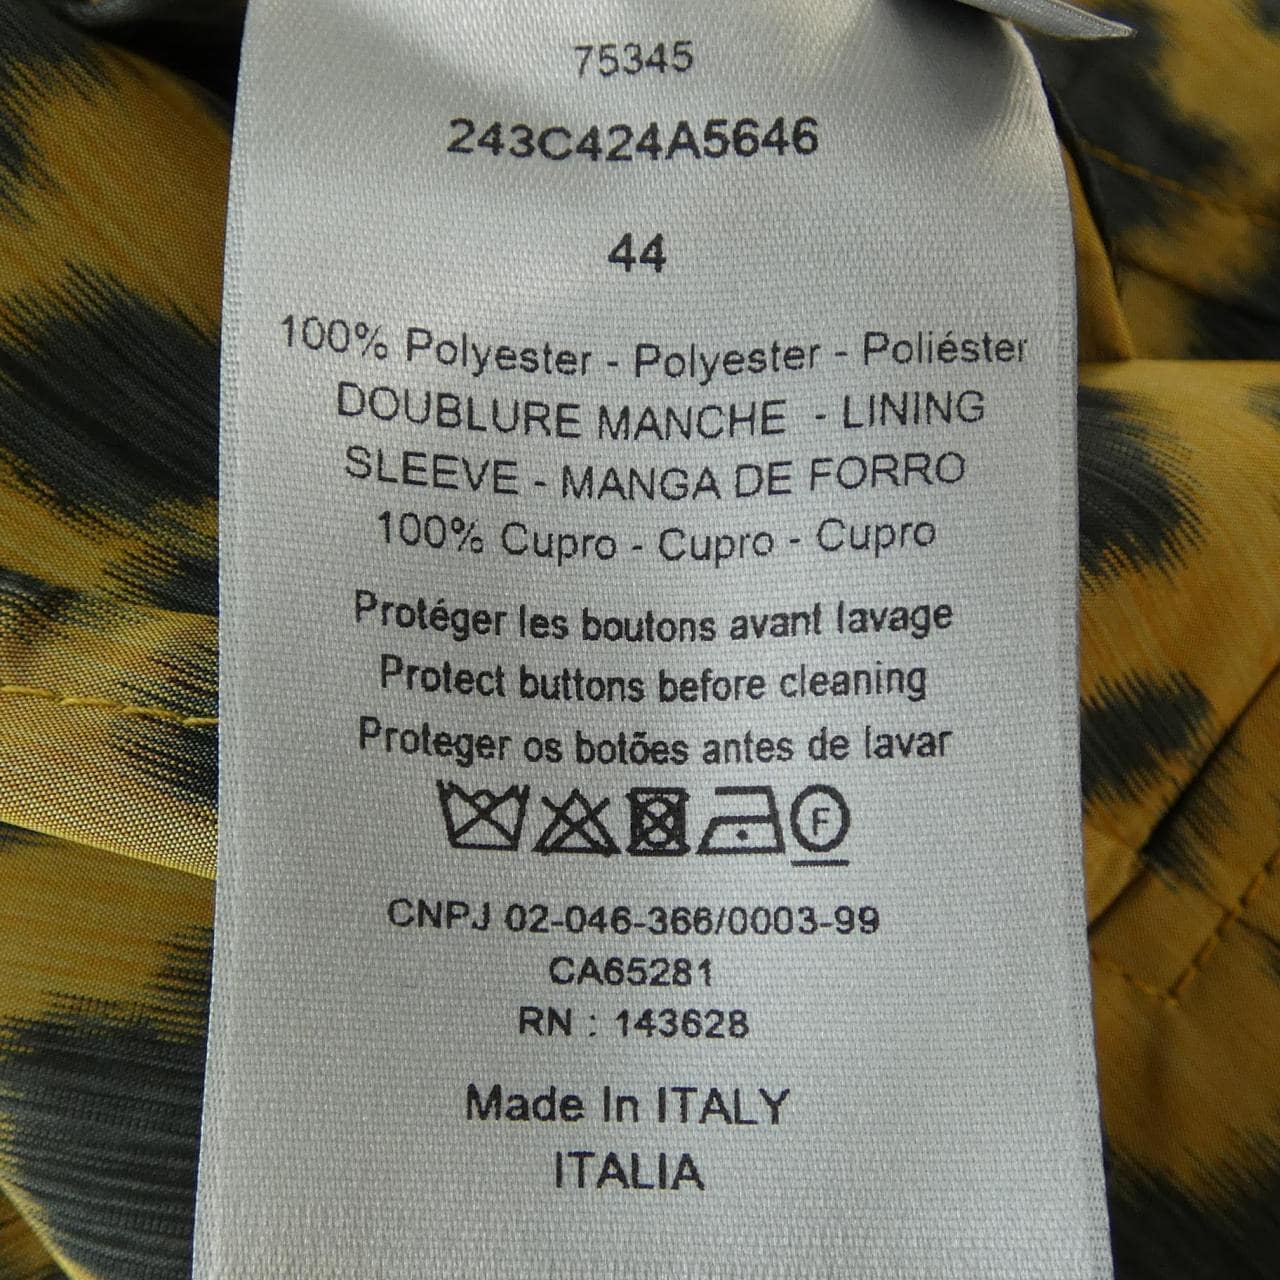 75345
243C424A5646
44
100% Polyester - Polyester - Poliéster
DOUBLURE MANCHE - LINING
SLEEVE - MANGA DE FORRO
100% Cupro - Cupro - Cupro
Protéger les boutons avant lavage
Protect buttons before cleaning
Proteger os botões antes de lavar
F
CNPJ 02-046-366/0003-99
CA65281
RN : 143628
Made In ITALY
ITALIA